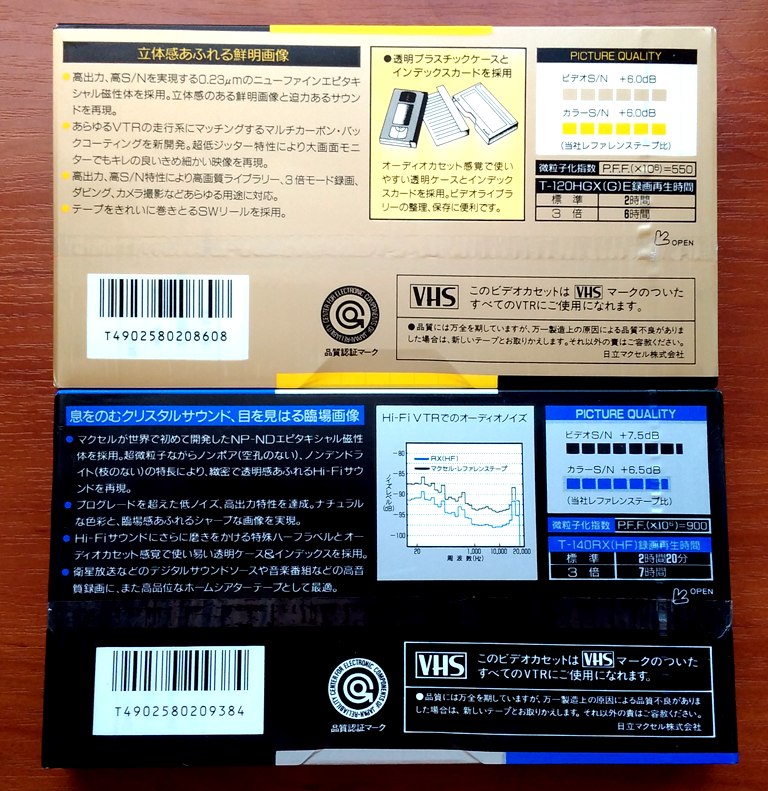 立体感あふれる鮮明画像
●高出力、高S/Nを実現する0.23μmのニューファインエピタキ
シャル磁性体を採用。立体感のある鮮明画像と迫力あるサウン
ドを再現。
●あらゆるVTRの走行系にマッチングするマルチカーボン・バッ
クコーティングを新開発。超低ジッター特性により大画面モニ
ターでもキレの良いきめ細かい映像を再現。
●高出力、高S/N特性により高画質ライブラリー、3倍モード録画、
ダビング、カメラ撮影などあらゆる用途に対応。
●テープをきれいに巻きとるSWリールを採用。
●透明プラスチックケースと
インデックスカードを採用
オーディオカセット感覚で使い
やすい透明ケースとインデック
スカードを採用。ビデオライブラ
リーの整理、保存に便利です。
PICTURE QUALITY
ビデオS/N +6.0dB
カラーS/N +6.0dB
(当社レファレンステープ比)
微粒子化指数 P.F.F.(×10⁶)=550
T-120HGX(G)E録画再生時間
標準 2時間
3倍 6時間
OPEN
T4902580208608
RELIABILITY CENTER FOR ELECTRONIC COMPONENTS OF JAPAN
品質認証マーク
VHS このビデオカセットは VHS マークのついた
すべてのVTRにご使用になれます。
●品質には万全を期していますが、万一製造上の原因による品質不良がありま
した場合は、新しいテープとお取りかえします。それ以外の責はご容赦ください。
日立マクセル株式会社
息をのむクリスタルサウンド、目を見はる臨場画像
●マクセルが世界で初めて開発したNP-NDエピタキシャル磁性
体を採用。超微粒子ながらノンポア(空孔のない)、ノンデンドラ
イト(枝のない)の特長により、緻密で透明感あふれるHi-Fiサウ
ンドを再現。
●プログレードを超えた低ノイズ、高出力特性を達成。ナチュラル
な色彩と、臨場感あふれるシャープな画像を実現。
●Hi-Fiサウンドにさらに磨きをかける特殊ハーフラベルとオー
ディオカセット感覚で使い易い透明ケース&インデックスを採用。
●衛星放送などのデジタルサウンドソースや音楽番組などの高音
質録画に、また高品位なホームシアターテープとして最適。
Hi-Fi VTRでのオーディオノイズ
RX(HF)
マクセル・レファレンステープ
ノイズレベル(dB)
-80
-85
-90
-95
-100
20 1,000 10,000 20,000
周波数(Hz)
PICTURE QUALITY
ビデオS/N +7.5dB
カラーS/N +6.5dB
(当社レファレンステープ比)
微粒子化指数 P.F.F.(×10⁶)=900
T-140RX(HF)録画再生時間
標準 2時間20分
3倍 7時間
OPEN
T4902580209384
RELIABILITY CENTER FOR ELECTRONIC COMPONENTS OF JAPAN
品質認証マーク
VHS このビデオカセットは VHS マークのついた
すべてのVTRにご使用になれます。
●品質には万全を期していますが、万一製造上の原因による品質不良がありま
した場合は、新しいテープとお取りかえします。それ以外の責はご容赦ください。
日立マクセル株式会社